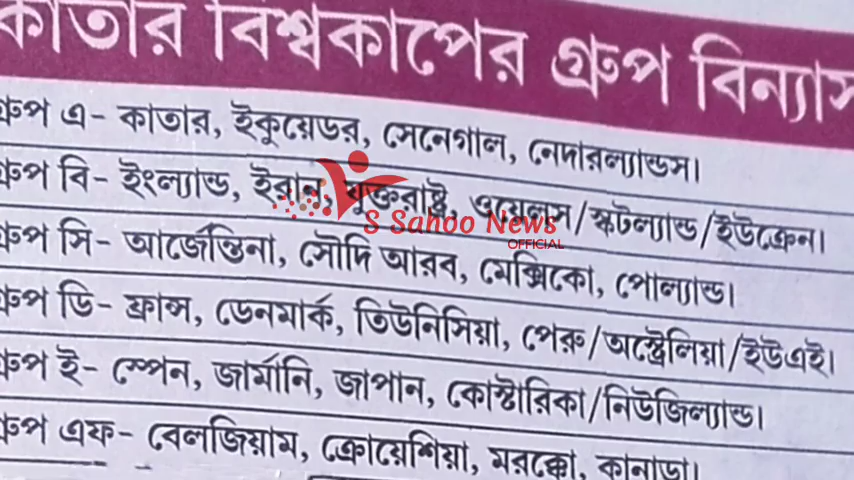 কাতার বিশ্বকাপের গ্রুপ বিন্যাস
গ্রুপ এ- কাতার, ইকুয়েডর, সেনেগাল, নেদারল্যান্ডস।
গ্রুপ বি- ইংল্যান্ড, ইরান, যুক্তরাষ্ট্র, ওয়েলস/স্কটল্যান্ড/ইউক্রেন।
S Sahoo News
OFFICIAL
গ্রুপ সি- আর্জেন্তিনা, সৌদি আরব, মেক্সিকো, পোল্যান্ড।
গ্রুপ ডি- ফ্রান্স, ডেনমার্ক, তিউনিসিয়া, পেরু/অস্ট্রেলিয়া/ইউএই।
গ্রুপ ই- স্পেন, জার্মানি, জাপান, কোস্টারিকা/নিউজিল্যান্ড।
গ্রুপ এফ- বেলজিয়াম, ক্রোয়েশিয়া, মরক্কো, কানাডা।